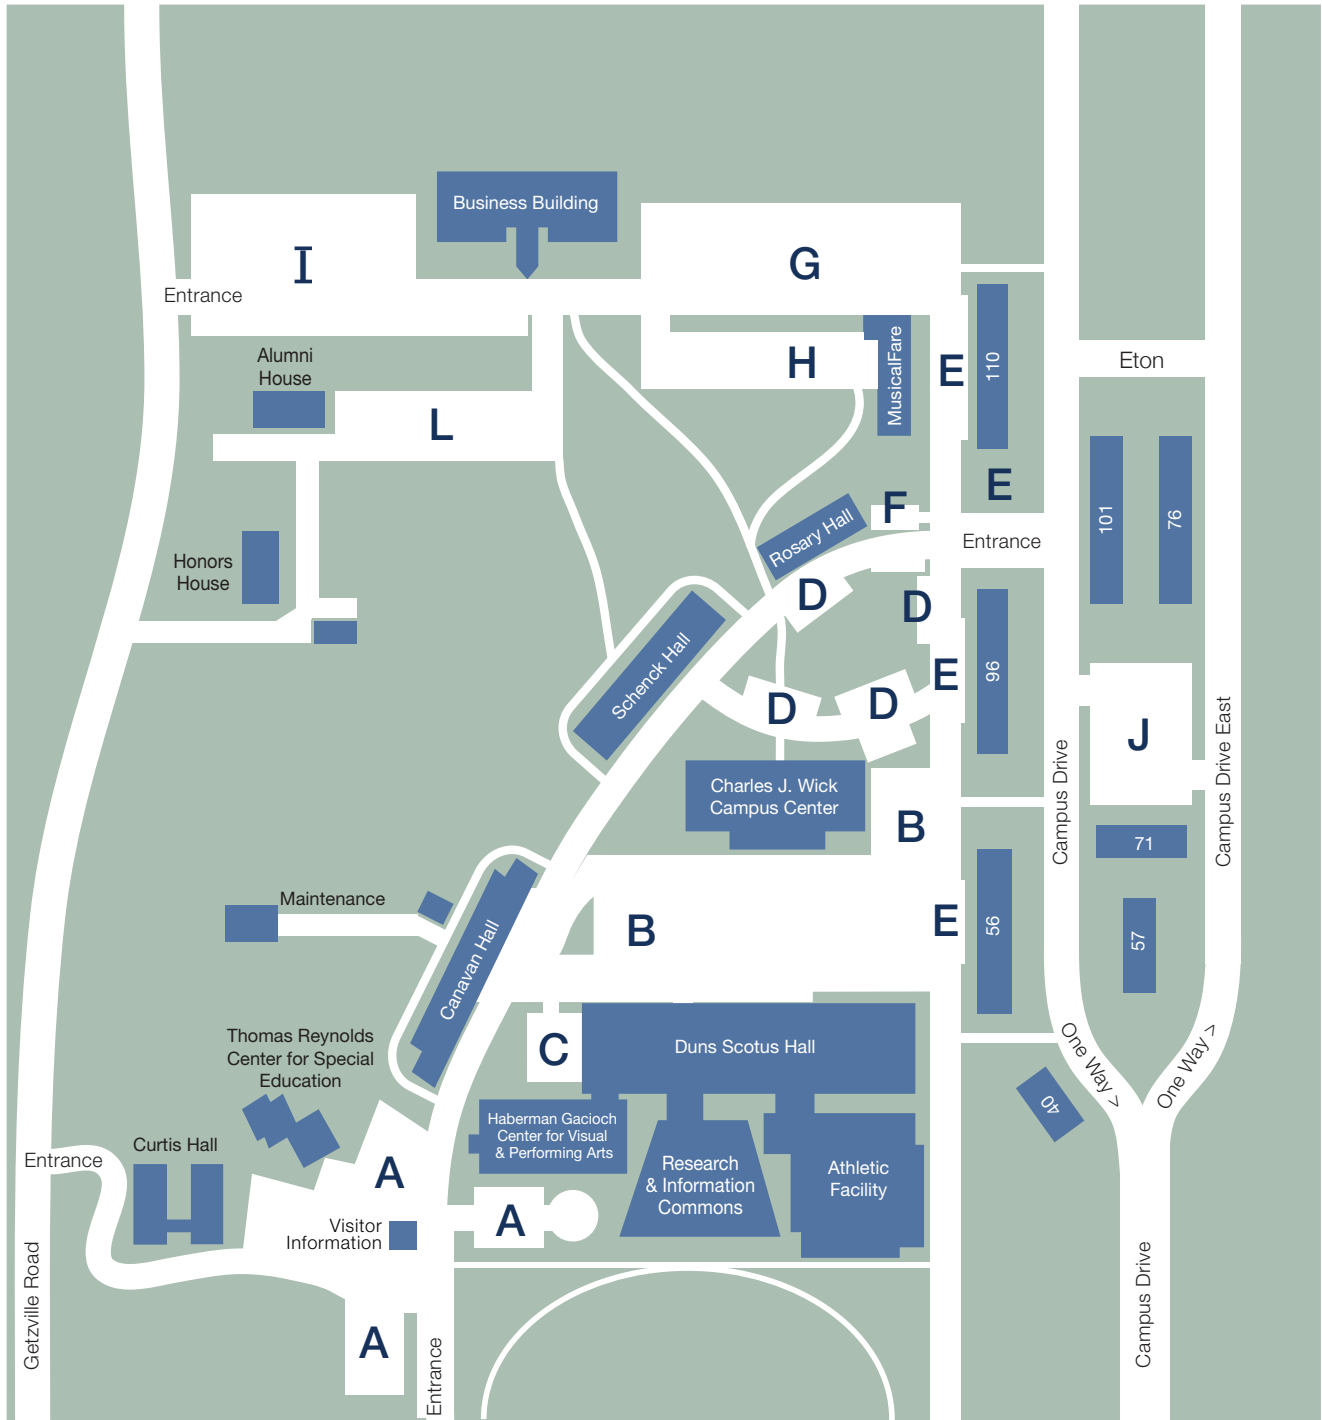 Business Building
I
G
Entrance
Alumni
House
H
MusicalFare
E
110
Eton
L
E
F
101
76
Rosary Hall
Entrance
Honors
House
D
D
Schenck Hall
E
96
D
D
J
Campus Drive
Campus Drive East
Charles J. Wick
Campus Center
B
71
Maintenance
B
E
56
57
Canavan Hall
Thomas Reynolds
Center for Special
Education
C
Duns Scotus Hall
One Way >
One Way >
40
Haberman Gacioch
Center for Visual
& Performing Arts
Curtis Hall
Entrance
A
Research
& Information
Commons
Athletic
Facility
A
Visitor
Information
Getzville Road
A
Entrance
Campus Drive